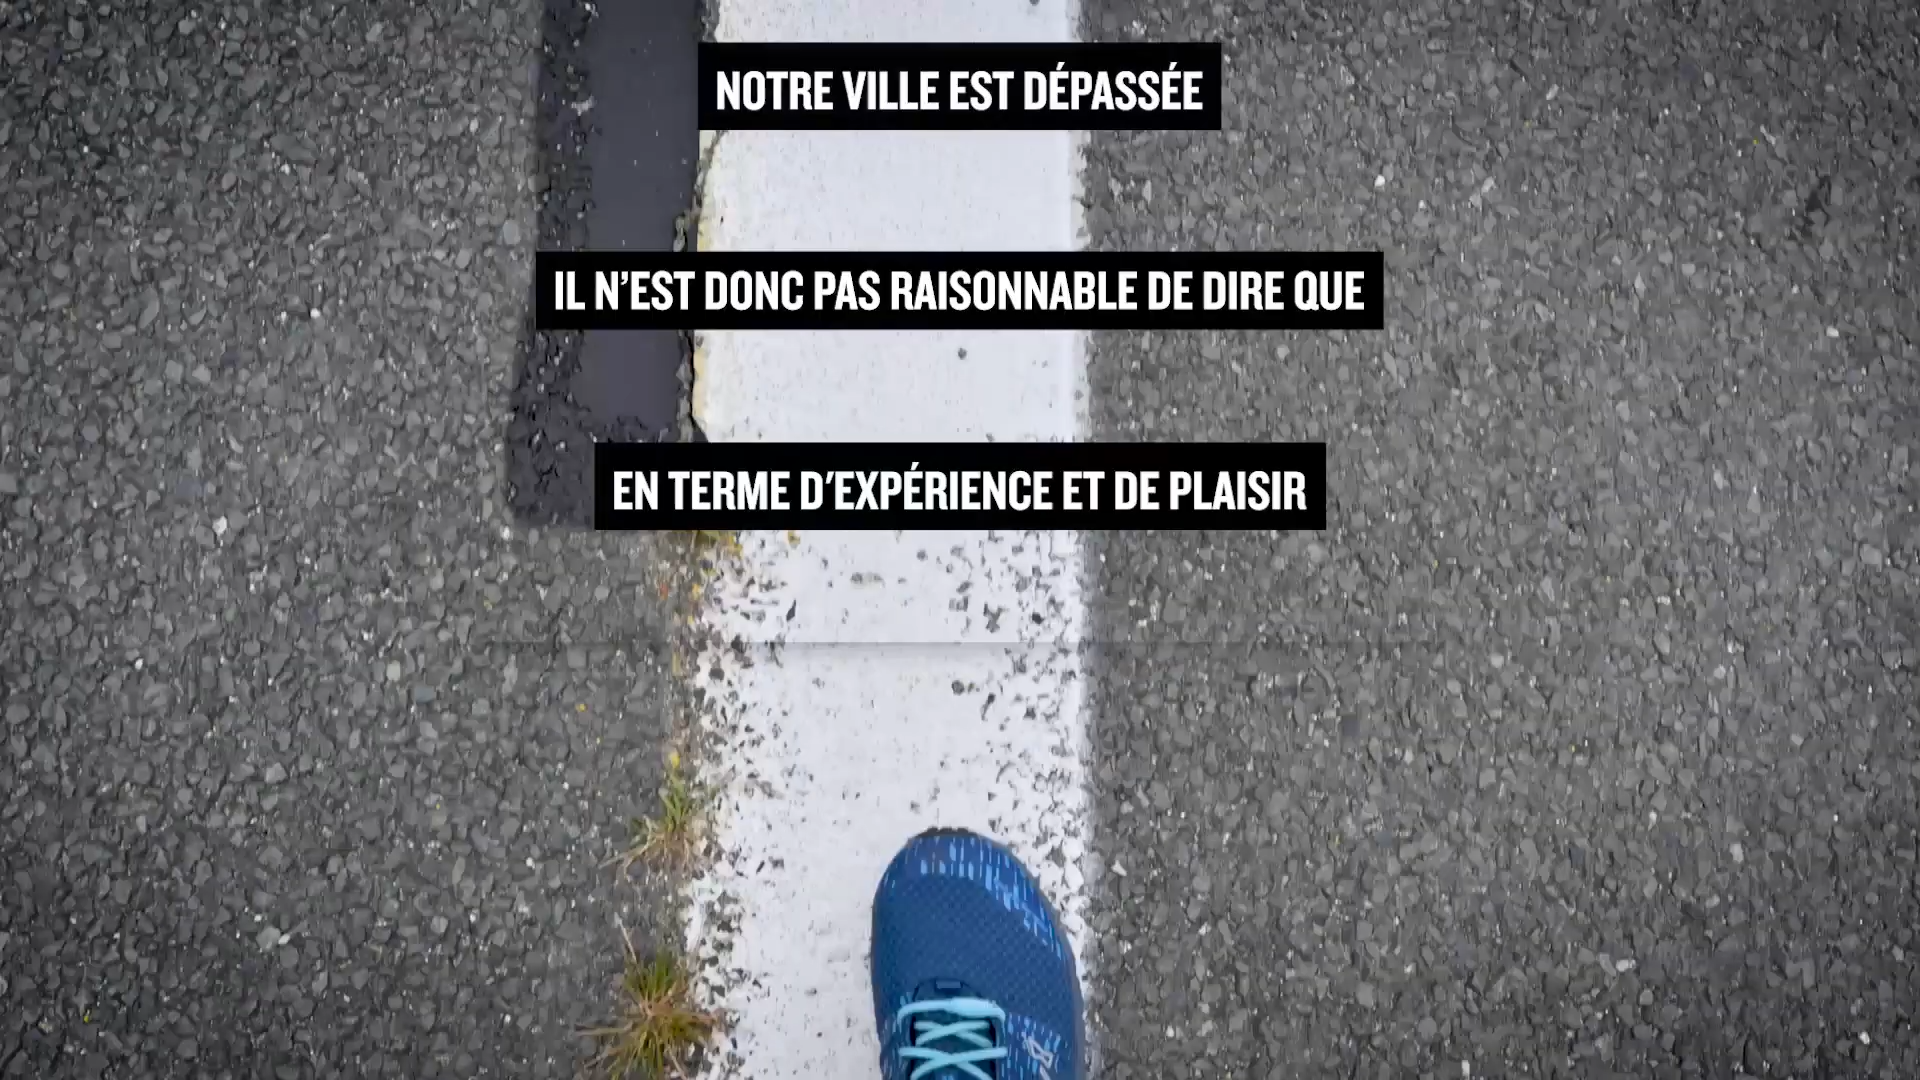 NOTRE VILLE EST DÉPASSÉE
IL N’EST DONC PAS RAISONNABLE DE DIRE QUE
EN TERME D'EXPÉRIENCE ET DE PLAISIR